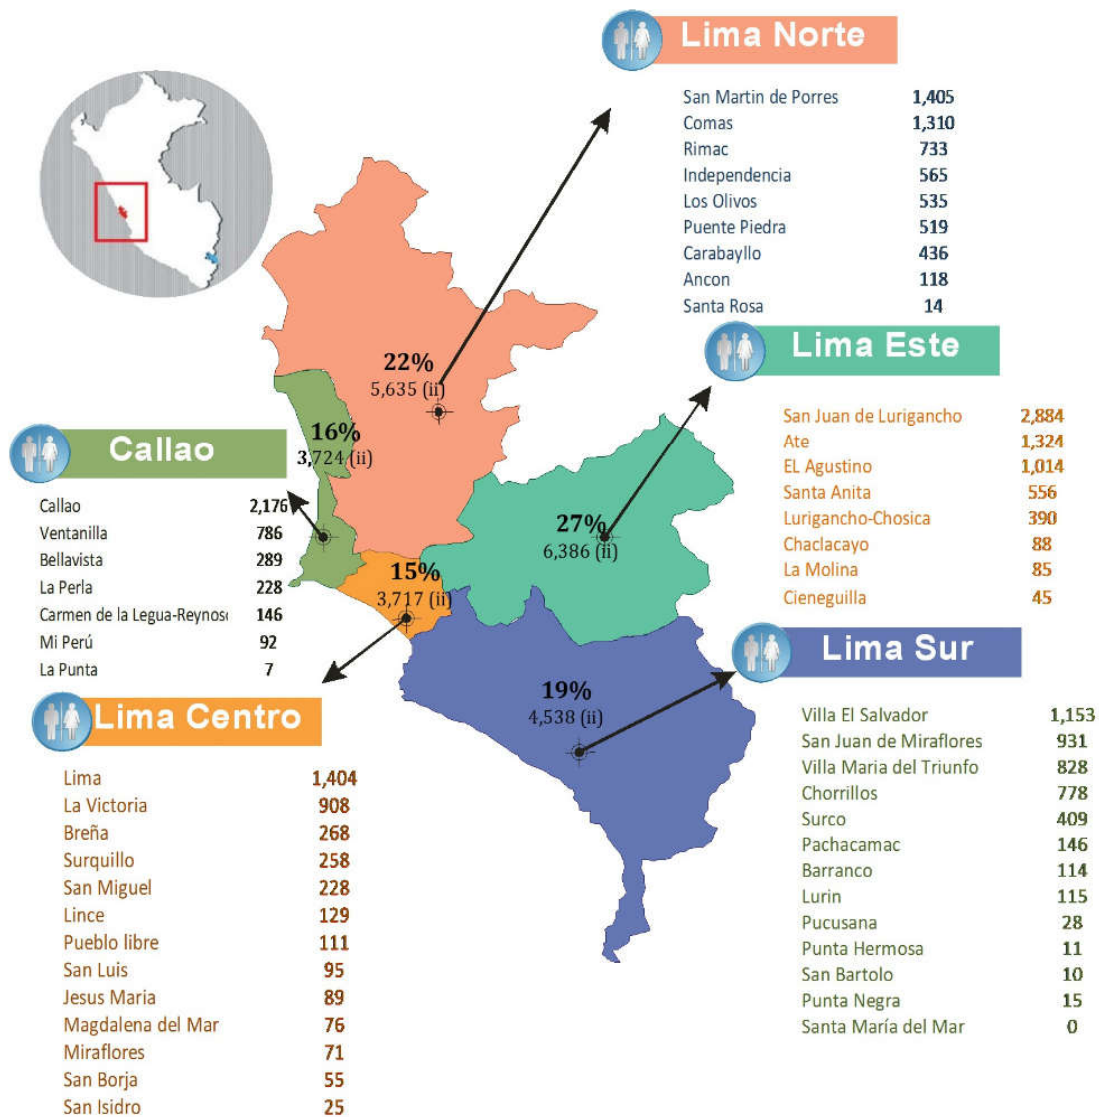 Lima Norte
San Martin de Porres 1,405
Comas 1,310
Rimac 733
Independencia 565
Los Olivos 535
Puente Piedra 519
Carabayllo 436
Ancon 118
Santa Rosa 14
22%
5,635 (ii)
Lima Este
San Juan de Lurigancho 2,884
Ate 1,324
EL Agustino 1,014
Santa Anita 556
Lurigancho-Chosica 390
Chaclacayo 88
La Molina 85
Cieneguilla 45
27%
6,386 (ii)
16%
3,724 (ii)
Callao
Callao 2,176
Ventanilla 786
Bellavista 289
La Perla 228
Carmen de la Legua-Reynoso 146
Mi Perú 92
La Punta 7
15%
3,717 (ii)
Lima Centro
Lima 1,404
La Victoria 908
Breña 268
Surquillo 258
San Miguel 228
Lince 129
Pueblo libre 111
San Luis 95
Jesus Maria 89
Magdalena del Mar 76
Miraflores 71
San Borja 55
San Isidro 25
19%
4,538 (ii)
Lima Sur
Villa El Salvador 1,153
San Juan de Miraflores 931
Villa Maria del Triunfo 828
Chorrillos 778
Surco 409
Pachacamac 146
Barranco 114
Lurin 115
Pucusana 28
Punta Hermosa 11
San Bartolo 10
Punta Negra 15
Santa María del Mar 0